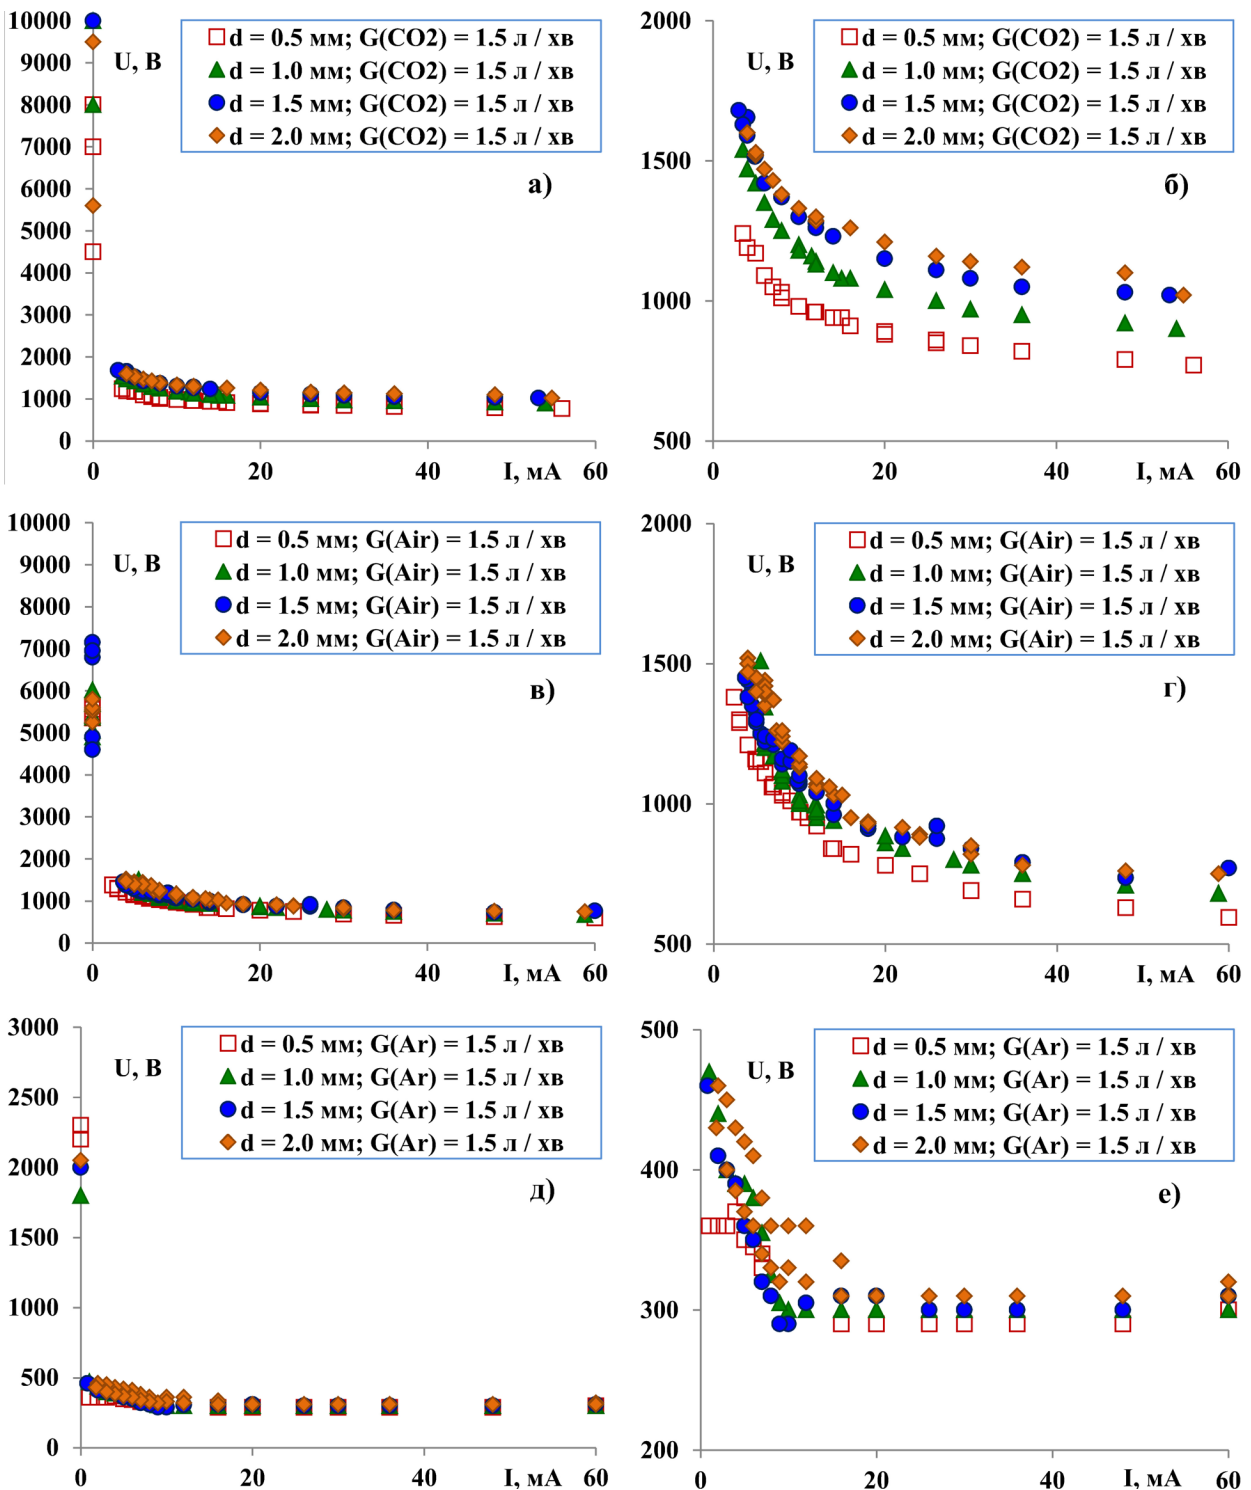 10000
9000
8000
7000
6000
5000
4000
3000
2000
1000
0
U, В
d = 0.5 мм; G(CO2) = 1.5 л / хв
d = 1.0 мм; G(CO2) = 1.5 л / хв
d = 1.5 мм; G(CO2) = 1.5 л / хв
d = 2.0 мм; G(CO2) = 1.5 л / хв
а)
0 20 40 I, мА 60
2000
1500
1000
500
U, В
d = 0.5 мм; G(CO2) = 1.5 л / хв
d = 1.0 мм; G(CO2) = 1.5 л / хв
d = 1.5 мм; G(CO2) = 1.5 л / хв
d = 2.0 мм; G(CO2) = 1.5 л / хв
б)
0 20 40 I, мА 60
10000
9000
8000
7000
6000
5000
4000
3000
2000
1000
0
U, В
d = 0.5 мм; G(Air) = 1.5 л / хв
d = 1.0 мм; G(Air) = 1.5 л / хв
d = 1.5 мм; G(Air) = 1.5 л / хв
d = 2.0 мм; G(Air) = 1.5 л / хв
в)
0 20 40 I, мА 60
2000
1500
1000
500
U, В
d = 0.5 мм; G(Air) = 1.5 л / хв
d = 1.0 мм; G(Air) = 1.5 л / хв
d = 1.5 мм; G(Air) = 1.5 л / хв
d = 2.0 мм; G(Air) = 1.5 л / хв
г)
0 20 40 I, мА 60
3000
2500
2000
1500
1000
500
0
U, В
d = 0.5 мм; G(Ar) = 1.5 л / хв
d = 1.0 мм; G(Ar) = 1.5 л / хв
d = 1.5 мм; G(Ar) = 1.5 л / хв
d = 2.0 мм; G(Ar) = 1.5 л / хв
д)
0 20 40 I, мА 60
500
400
300
200
U, В
d = 0.5 мм; G(Ar) = 1.5 л / хв
d = 1.0 мм; G(Ar) = 1.5 л / хв
d = 1.5 мм; G(Ar) = 1.5 л / хв
d = 2.0 мм; G(Ar) = 1.5 л / хв
е)
0 20 40 I, мА 60